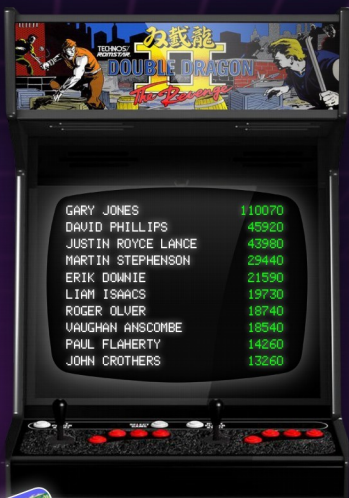 TECHNOS
ROMSTAR
双截龍
II
DOUBLE DRAGON
The Revenge
GARY JONES 110070
DAVID PHILLIPS 45920
JUSTIN ROYCE LANCE 43980
MARTIN STEPHENSON 29440
ERIK DOWNIE 21590
LIAM ISAACS 19730
ROGER OLVER 18740
VAUGHAN ANSCOMBE 18540
PAUL FLAHERTY 14260
JOHN CROTHERS 13260